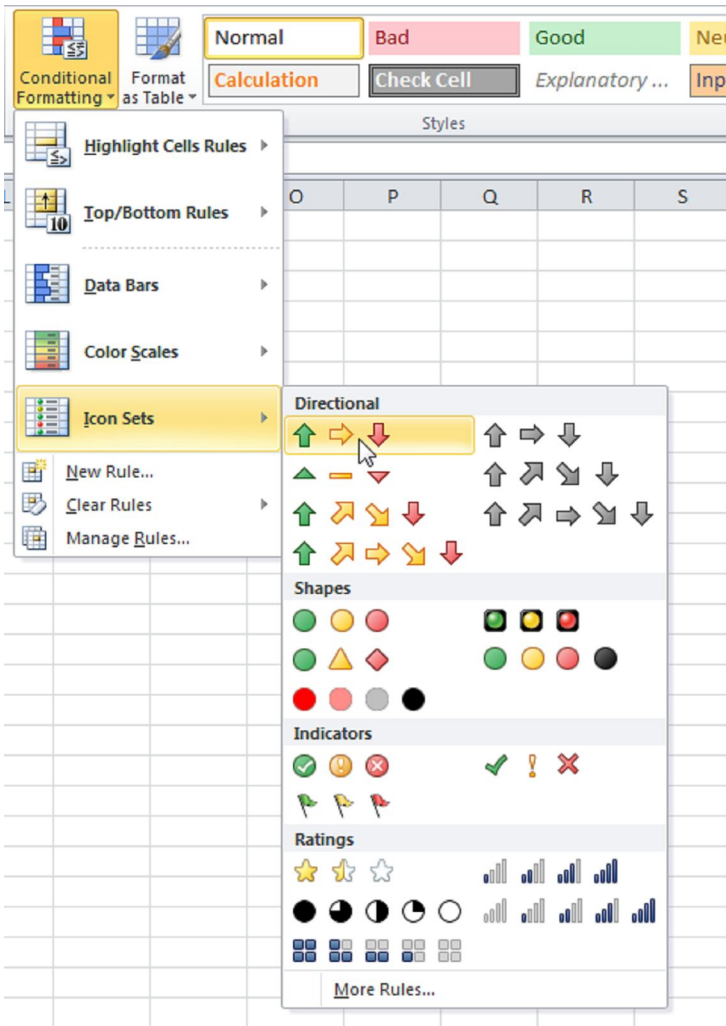 Normal Bad Good Neu
Conditional Formatting
Format as Table
Calculation Check Cell Explanatory ... Inp
Styles
Highlight Cells Rules
Top/Bottom Rules
10
Data Bars
Color Scales
Icon Sets
New Rule...
Clear Rules
Manage Rules...
O P Q R S
Directional
Shapes
Indicators
Ratings
More Rules...